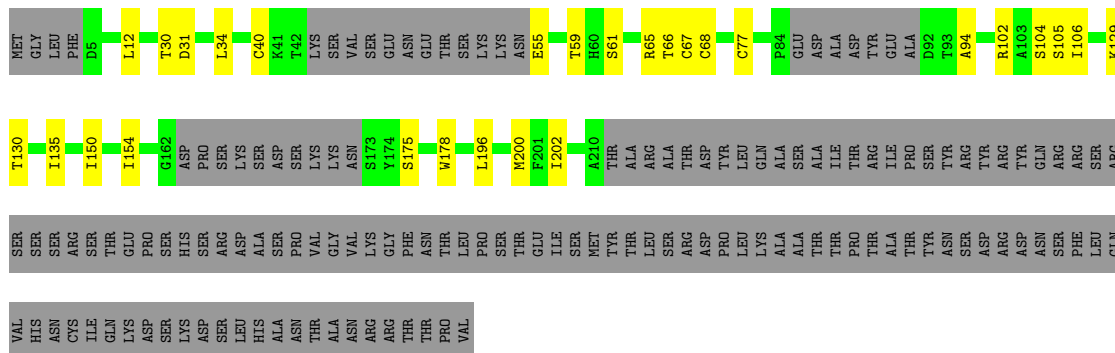 MET GLY LEU PHE D5 L12 T30 D31 L34 C40 K41 T42 LYS SER VAL SER GLU ASN GLU THR SER LYS LYS ASN E55 T59 H60 S61 R65 T66 C67 C68 C77 P84 GLU ASP ALA ASP TYR GLU ALA D92 T93 A94 R102 A103 S104 S105 I106 K129
T130 I135 I150 I154 G162 ASP PRO SER LYS SER ASP SER LYS LYS ASN S173 Y174 S175 W178 L196 M200 F201 I202 A210 THR ALA ARG ALA THR ASP TYR LEU GLN ALA SER ALA ILE THR ARG ILE PRO SER TYR ARG TYR ARG TYR GLN ARG ARG SER ARG
SER SER SER ARG SER THR GLU PRO SER HIS SER ARG ASP ALA SER PRO VAL GLY VAL LYS GLY PHE ASN THR LEU PRO SER THR GLU ILE SER MET TYR THR LEU SER ARG ASP PRO LEU LYS ALA ALA THR THR PRO THR ALA THR TYR ASN SER ASP ARG ASP ASN SER PHE LEU GLN
VAL HIS ASN CYS ILE GLN LYS ASP SER LYS ASP SER LEU HIS ALA ASN THR ALA ASN ARG ARG THR THR PRO VAL